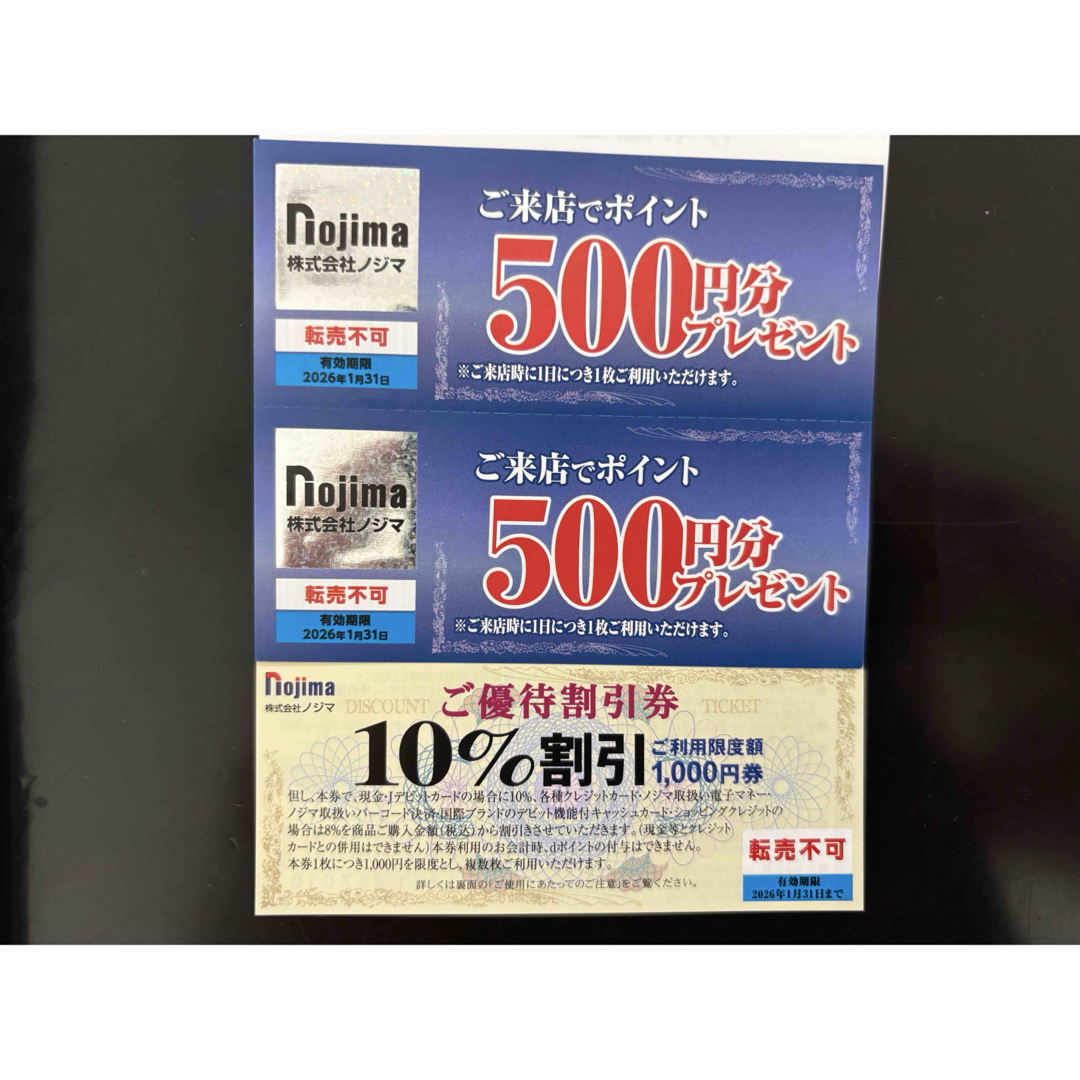 nojima
株式会社ノジマ
転売不可
有効期限
2026年1月31日
ご来店でポイント
500円分
プレゼント
※ご来店時に1日につき1枚ご利用いただけます。
nojima
株式会社ノジマ
転売不可
有効期限
2026年1月31日
ご来店でポイント
500円分
プレゼント
※ご来店時に1日につき1枚ご利用いただけます。
nojima
株式会社ノジマ
DISCOUNT TICKET
ご優待割引券
10%割引
ご利用限度額
1,000円券
但し、本券で、現金・Jデビットカードの場合に10%、各種クレジットカード・ノジマ取扱い電子マネー・
ノジマ取扱いバーコード決済・国際ブランドのデビット機能付キャッシュカード・ショッピングクレジットの
場合は8%を商品ご購入金額(税込)から割引きさせていただきます。(現金等とクレジット
カードとの併用はできません)本券利用のお会計時、dポイントの付与はできません。
本券1枚につき1,000円を限度とし、複数枚ご利用いただけます。
詳しくは裏面の「ご使用にあたってのご注意」をご覧ください。
転売不可
有効期限
2026年1月31日まで